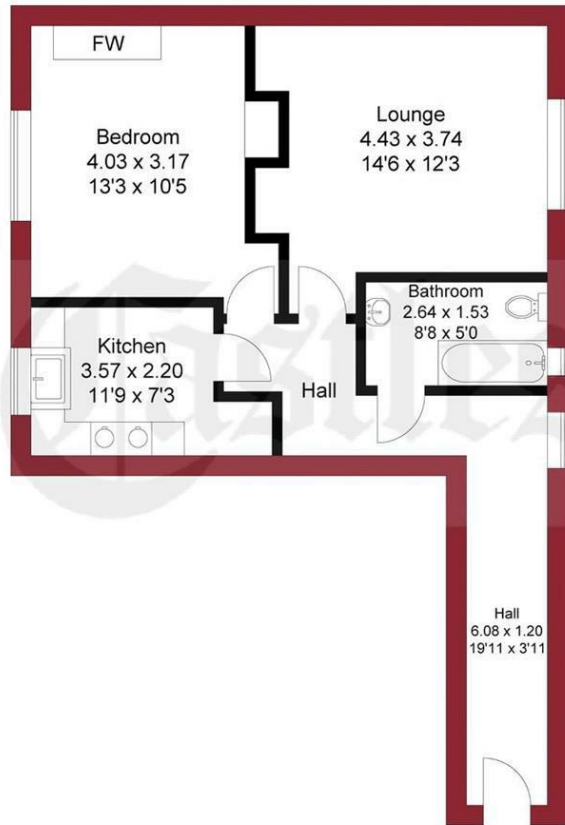 FW
Bedroom
4.03 x 3.17
13'3 x 10'5
Lounge
4.43 x 3.74
14'6 x 12'3
Kitchen
3.57 x 2.20
11'9 x 7'3
Hall
Bathroom
2.64 x 1.53
8'8 x 5'0
Hall
6.08 x 1.20
19'11 x 3'11
Castles